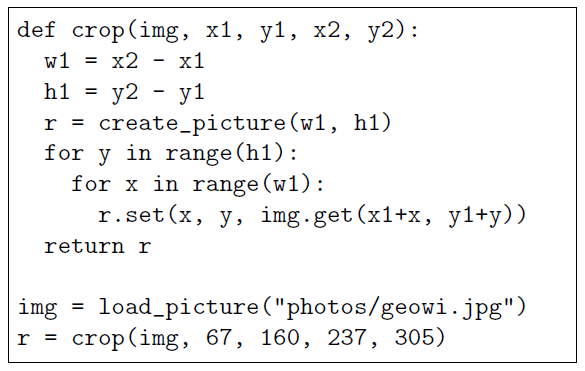 def crop(img, x1, y1, x2, y2):
  w1 = x2 - x1
  h1 = y2 - y1
  r = create_picture(w1, h1)
  for y in range(h1):
    for x in range(w1):
      r.set(x, y, img.get(x1+x, y1+y))
  return r

img = load_picture("photos/geowi.jpg")
r = crop(img, 67, 160, 237, 305)